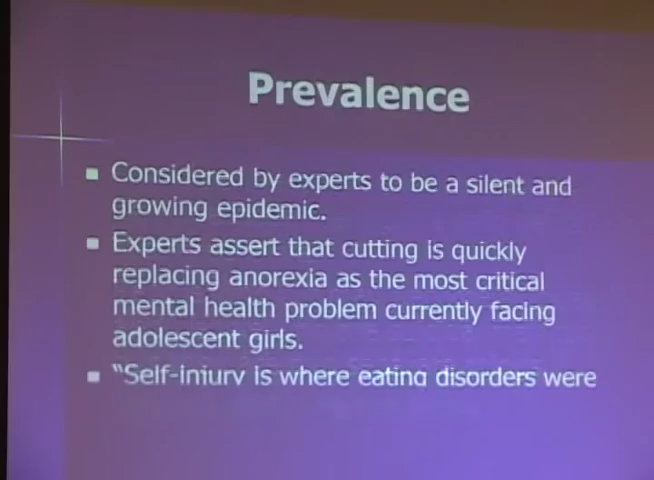 Prevalence
Considered by experts to be a silent and
growing epidemic.
Experts assert that cutting is quickly
replacing anorexia as the most critical
mental health problem currently facing
adolescent girls.
“Self-injury is where eating disorders were